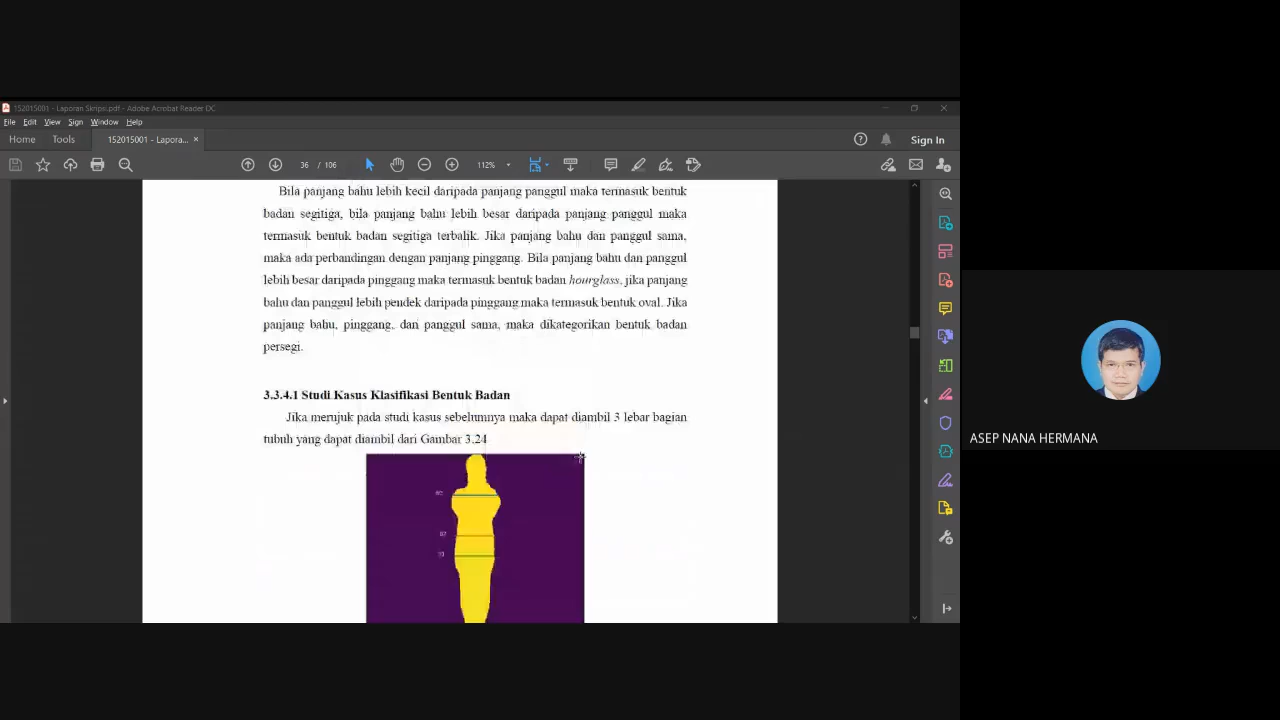 152015001 - Laporan Skripsi.pdf - Adobe Acrobat Reader DC
File Edit View Sign Window Help
Home Tools 152015001 - Lapora... × Sign In
36 / 106 112%
Bila panjang bahu lebih kecil daripada panjang panggul maka termasuk bentuk
badan segitiga, bila panjang bahu lebih besar daripada panjang panggul maka
termasuk bentuk badan segitiga terbalik. Jika panjang bahu dan panggul sama,
maka ada perbandingan dengan panjang pinggang. Bila panjang bahu dan panggul
lebih besar daripada pinggang maka termasuk bentuk badan hourglass, jika panjang
bahu dan panggul lebih pendek daripada pinggang maka termasuk bentuk oval. Jika
panjang bahu, pinggang, dan panggul sama, maka dikategorikan bentuk badan
persegi.
3.3.4.1 Studi Kasus Klasifikasi Bentuk Badan
Jika merujuk pada studi kasus sebelumnya maka dapat diambil 3 lebar bagian
tubuh yang dapat diambil dari Gambar 3.24
ASEP NANA HERMANA